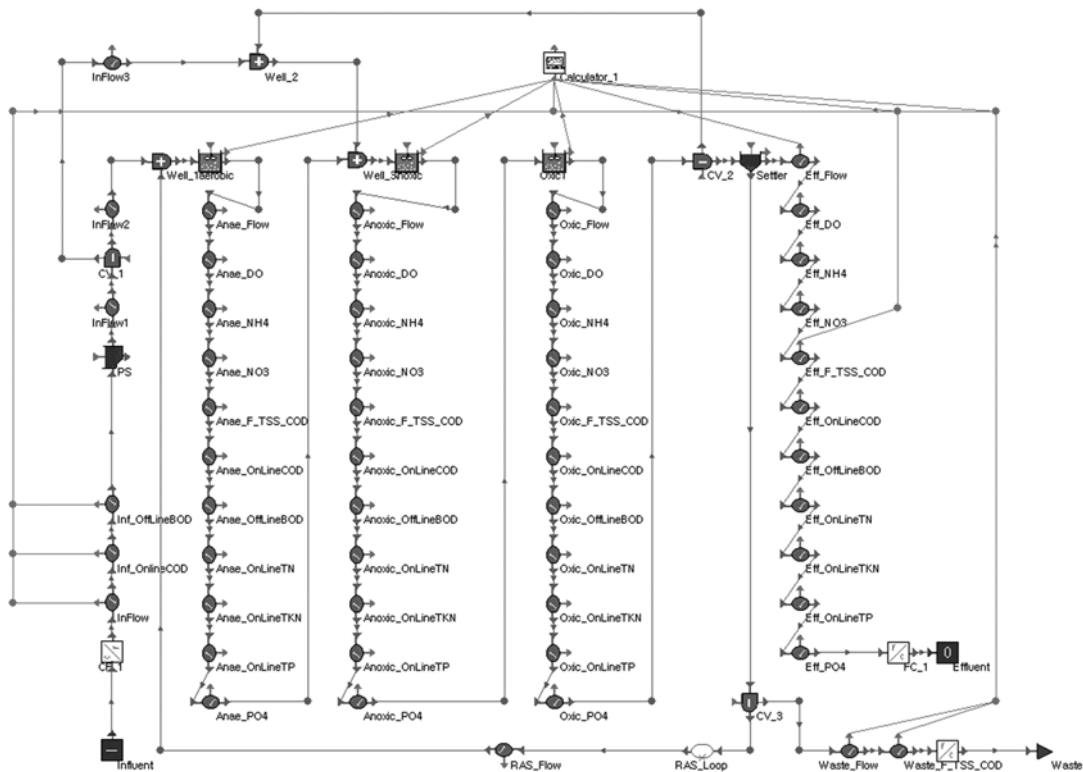 InFlow3
Well_2
Calculator_1
Well_1aerobic
Well_3noxic
Oxic1
CV_2
Settler
Eff_Flow
InFlow2
Anae_Flow
Anoxic_Flow
Oxic_Flow
Eff_DO
CV_1
Anae_DO
Anoxic_DO
Oxic_DO
Eff_NH4
InFlow1
Anae_NH4
Anoxic_NH4
Oxic_NH4
Eff_NO3
PS
Anae_NO3
Anoxic_NO3
Oxic_NO3
Eff_F_TSS_COD
Anae_F_TSS_COD
Anoxic_F_TSS_COD
Oxic_F_TSS_COD
Eff_OnLineCOD
Anae_OnLineCOD
Anoxic_OnLineCOD
Oxic_OnLineCOD
Eff_OffLineBOD
Inf_OffLineBOD
Anae_OffLineBOD
Anoxic_OffLineBOD
Oxic_OffLineBOD
Eff_OnLineTN
Inf_OnlineCOD
Anae_OnLineTN
Anoxic_OnLineTN
Oxic_OnLineTN
Eff_OnLineTKN
InFlow
Anae_OnLineTKN
Anoxic_OnLineTKN
Oxic_OnLineTKN
Eff_OnLineTP
Anae_OnLineTP
Anoxic_OnLineTP
Oxic_OnLineTP
Eff_PO4
FC_1
Effluent
Anae_PO4
Anoxic_PO4
Oxic_PO4
CV_3
Influent
RAS_Flow
RAS_Loop
Waste_Flow
Waste_F_TSS_COD
Waste